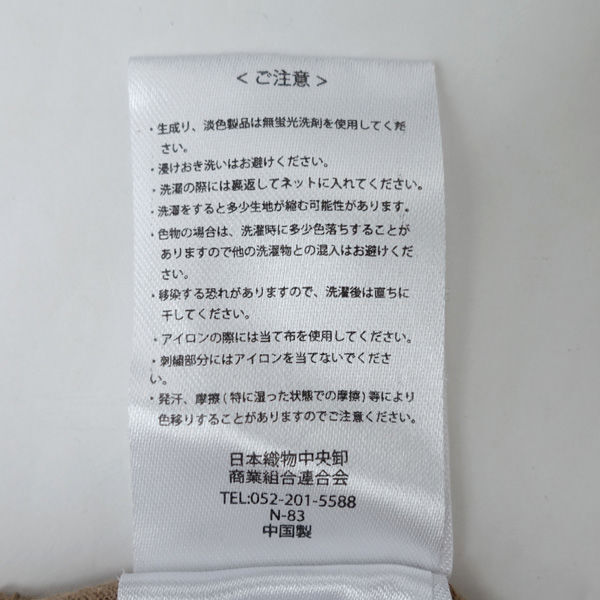 <ご注意>
・生成り、淡色製品は無蛍光洗剤を使用してくだ
さい。
・浸けおき洗いはお避けください。
・洗濯の際には裏返してネットに入れてください。
・洗濯をすると多少生地が縮む可能性があります。
・色物の場合は、洗濯時に多少色落ちすることが
ありますので他の洗濯物との混入はお避けくだ
さい。
・移染する恐れがありますので、洗濯後は直ちに
干してください。
・アイロンの際には当て布を使用してください。
・刺繍部分にはアイロンを当てないでくださ
い。
・発汗、摩擦(特に湿った状態での摩擦)等により
色移りすることがありますのでご注意ください。
日本織物中央卸
商業組合連合会
TEL:052-201-5588
N-83
中国製